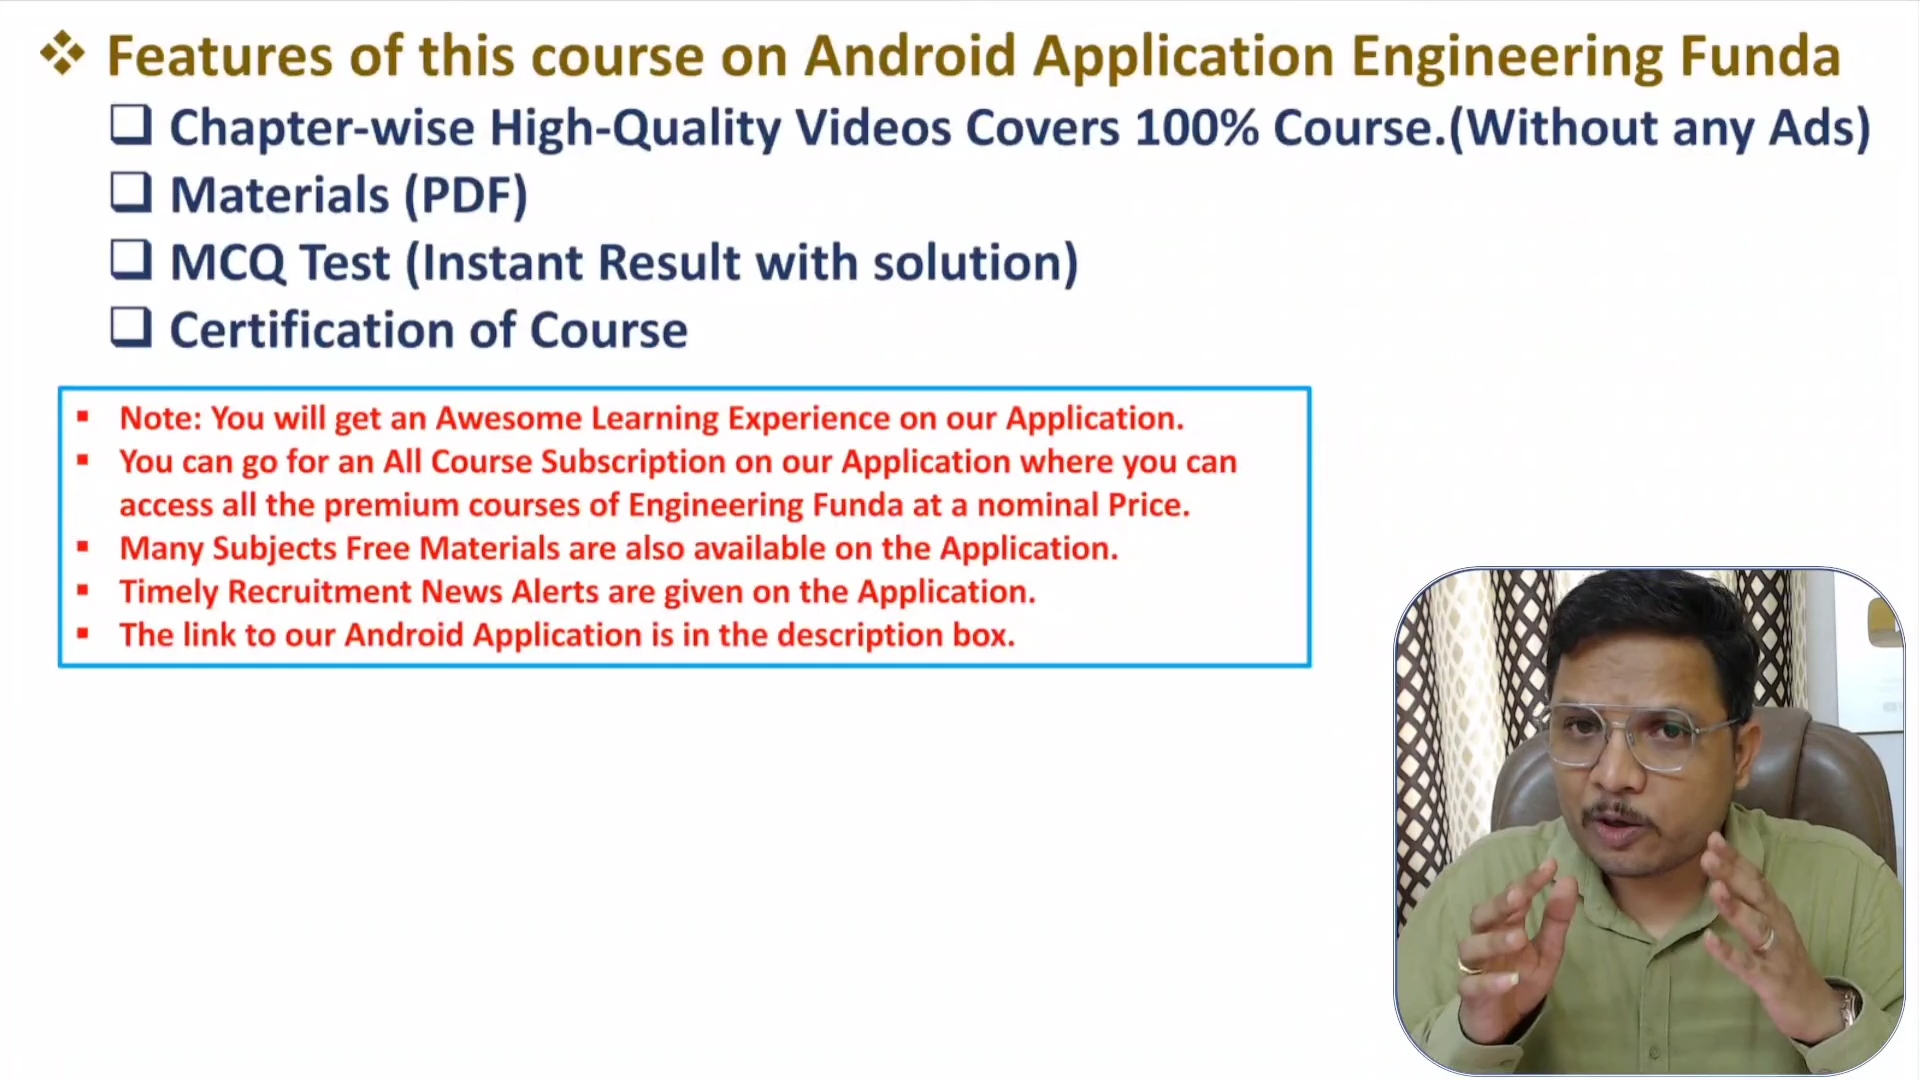 Features of this course on Android Application Engineering Funda
Chapter-wise High-Quality Videos Covers 100% Course.(Without any Ads)
Materials (PDF)
MCQ Test (Instant Result with solution)
Certification of Course
Note: You will get an Awesome Learning Experience on our Application.
You can go for an All Course Subscription on our Application where you can
access all the premium courses of Engineering Funda at a nominal Price.
Many Subjects Free Materials are also available on the Application.
Timely Recruitment News Alerts are given on the Application.
The link to our Android Application is in the description box.